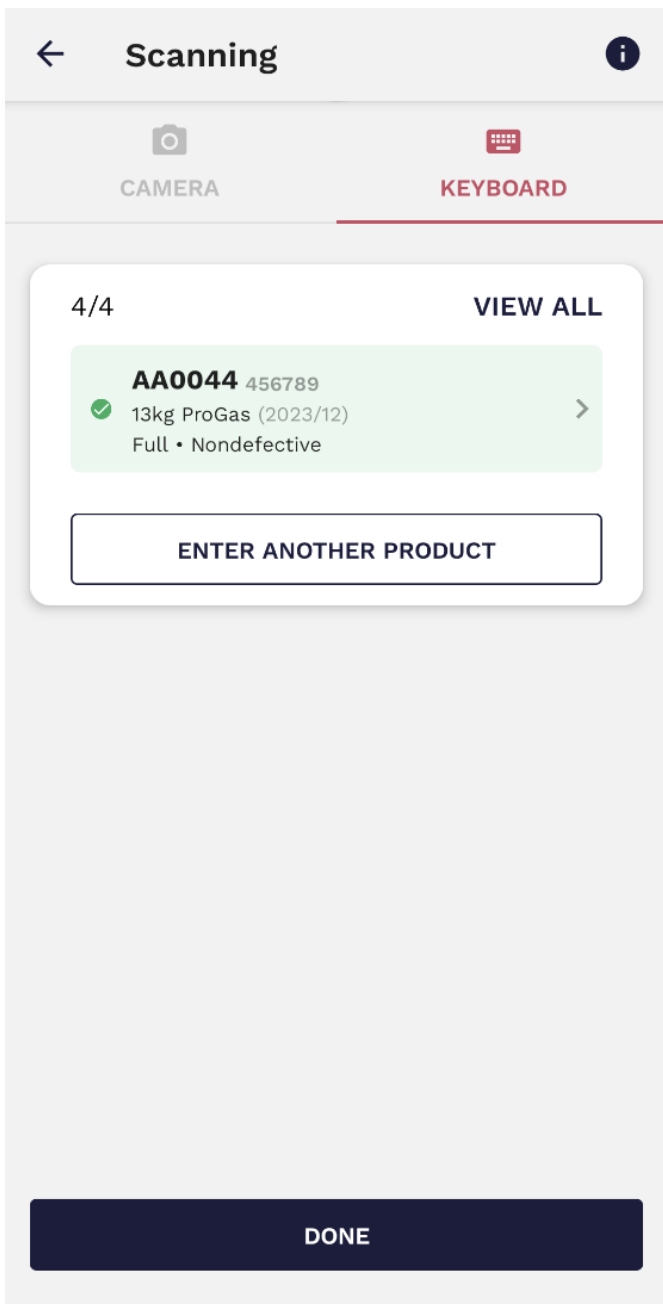 Scanning
CAMERA
KEYBOARD
4/4
VIEW ALL
AA0044 456789
13kg ProGas (2023/12)
Full • Nondefective
ENTER ANOTHER PRODUCT
DONE